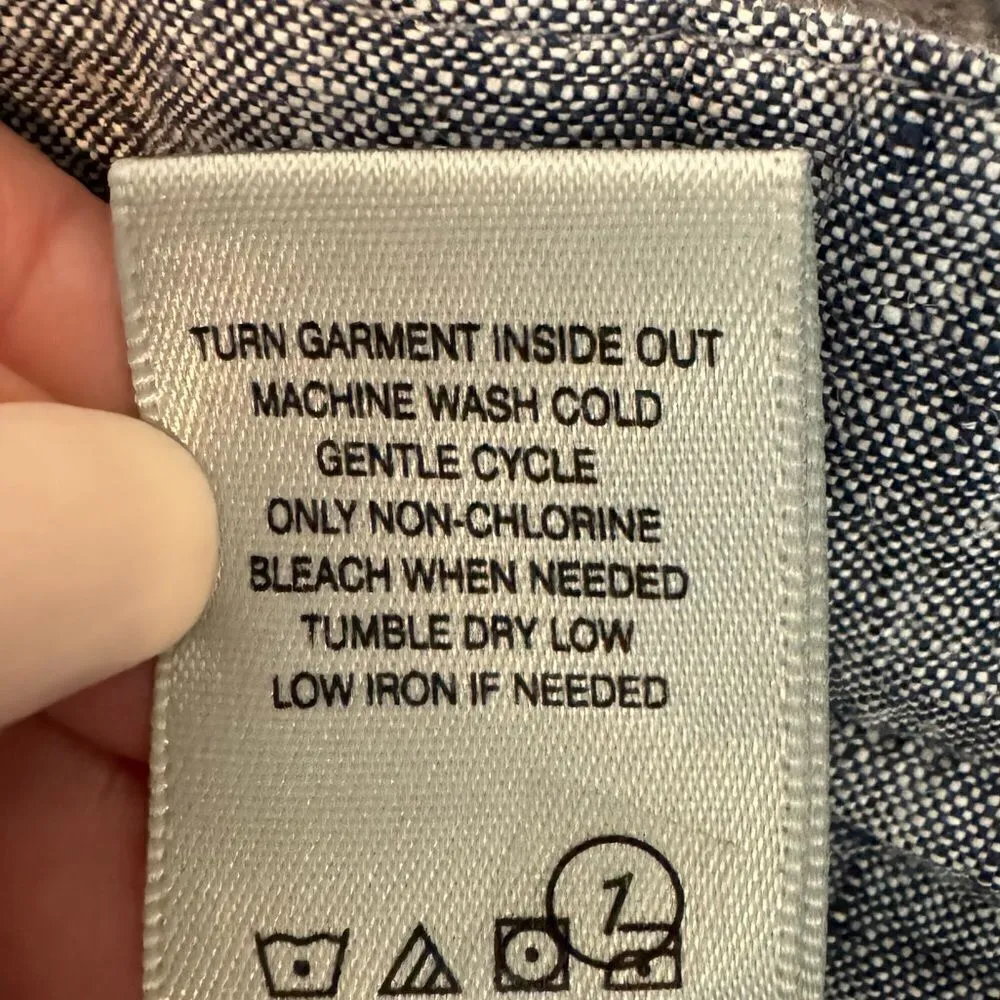 TURN GARMENT INSIDE OUT
MACHINE WASH COLD
GENTLE CYCLE
ONLY NON-CHLORINE
BLEACH WHEN NEEDED
TUMBLE DRY LOW
LOW IRON IF NEEDED
7